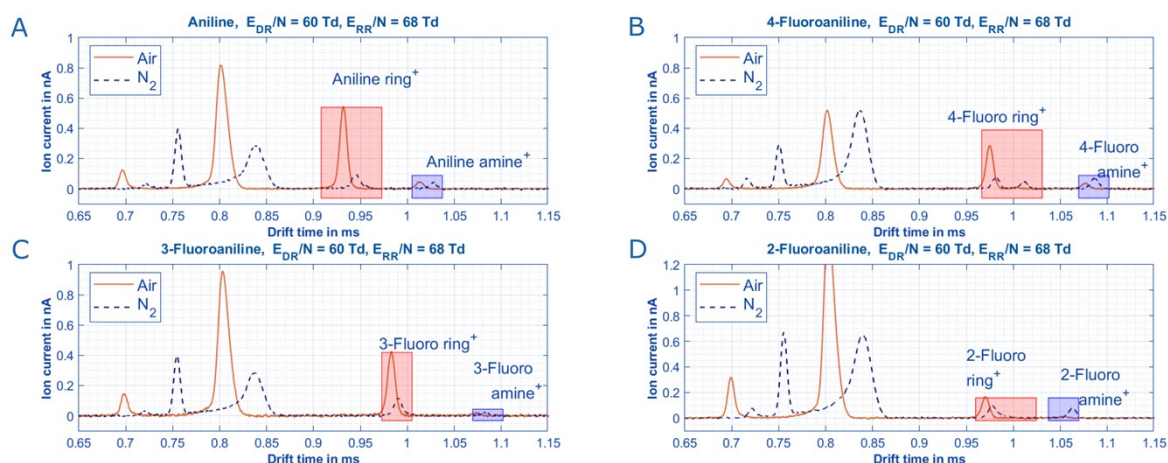 A
Aniline, E_DR/N = 60 Td, E_RR/N = 68 Td
Ion current in nA
1
0.8
0.6
0.4
0.2
0
Air
N2
Aniline ring+
Aniline amine+
0.65 0.7 0.75 0.8 0.85 0.9 0.95 1 1.05 1.1 1.15
Drift time in ms
B
4-Fluoroaniline, E_DR/N = 60 Td, E_RR/N = 68 Td
Ion current in nA
1
0.8
0.6
0.4
0.2
0
Air
N2
4-Fluoro ring+
4-Fluoro
amine+
0.65 0.7 0.75 0.8 0.85 0.9 0.95 1 1.05 1.1 1.15
Drift time in ms
C
3-Fluoroaniline, E_DR/N = 60 Td, E_RR/N = 68 Td
Ion current in nA
1
0.8
0.6
0.4
0.2
0
Air
N2
3-Fluoro ring+
3-Fluoro
amine+
0.65 0.7 0.75 0.8 0.85 0.9 0.95 1 1.05 1.1 1.15
Drift time in ms
D
2-Fluoroaniline, E_DR/N = 60 Td, E_RR/N = 68 Td
Ion current in nA
1.2
1
0.8
0.6
0.4
0.2
0
Air
N2
2-Fluoro
ring+
2-Fluoro
amine+
0.65 0.7 0.75 0.8 0.85 0.9 0.95 1 1.05 1.1 1.15
Drift time in ms